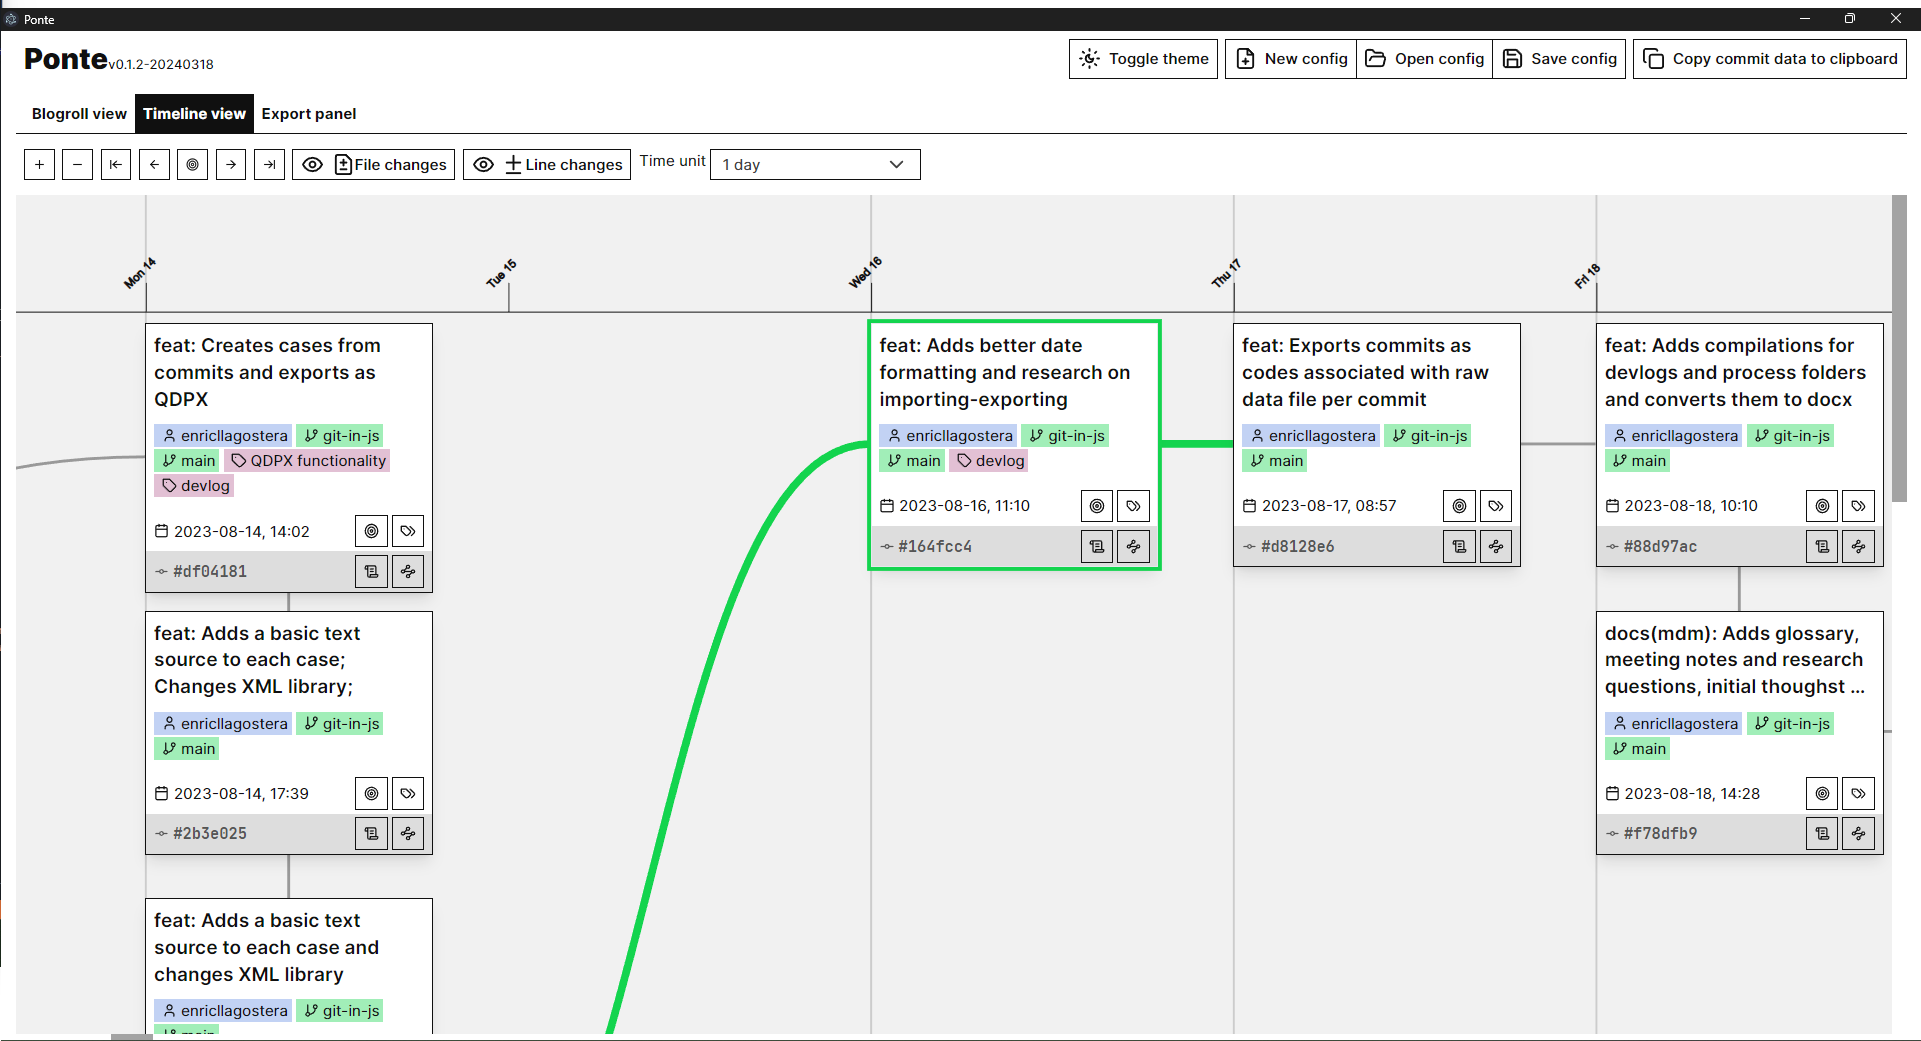 Ponte
Ponte v0.1.2-20240318
Toggle theme
New config
Open config
Save config
Copy commit data to clipboard
Blogroll view
Timeline view
Export panel
File changes
Line changes
Time unit
1 day
Mon 14
Tue 15
Wed 16
Thu 17
Fri 18
feat: Creates cases from
commits and exports as
QDPX
enricllagostera git-in-js
main QDPX functionality
devlog
2023-08-14, 14:02
#df04181
feat: Adds a basic text
source to each case;
Changes XML library;
enricllagostera git-in-js
main
2023-08-14, 17:39
#2b3e025
feat: Adds a basic text
source to each case and
changes XML library
enricllagostera git-in-js
main
feat: Adds better date
formatting and research on
importing-exporting
enricllagostera git-in-js
main devlog
2023-08-16, 11:10
#164fcc4
feat: Exports commits as
codes associated with raw
data file per commit
enricllagostera git-in-js
main
2023-08-17, 08:57
#d8128e6
feat: Adds compilations for
devlogs and process folders
and converts them to docx
enricllagostera git-in-js
main
2023-08-18, 10:10
#88d97ac
docs(mdm): Adds glossary,
meeting notes and research
questions, initial thoughst ...
enricllagostera git-in-js
main
2023-08-18, 14:28
#f78dfb9